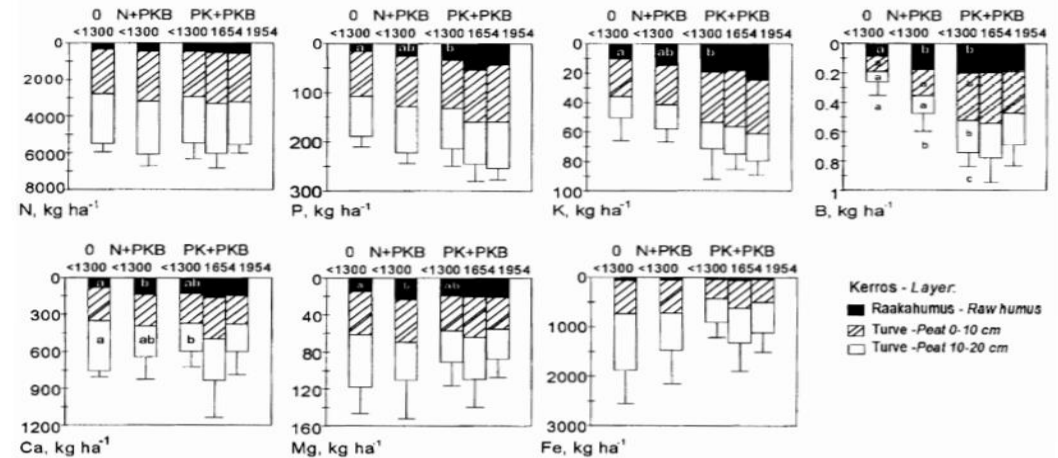 0 N+PKB PK+PKB
<1300 <1300 <1300 1654 1954
0
2000
4000
6000
8000
N, kg ha⁻¹
0 N+PKB PK+PKB
<1300 <1300 <1300 1654 1954
0
100
200
300
a ab b
P, kg ha⁻¹
0 N+PKB PK+PKB
<1300 <1300 <1300 1654 1954
0
20
40
60
80
100
a ab b
K, kg ha⁻¹
0 N+PKB PK+PKB
<1300 <1300 <1300 1654 1954
0
0.2
0.4
0.6
0.8
1
a b b
a a b
a a b
a b c
B, kg ha⁻¹
0 N+PKB PK+PKB
<1300 <1300 <1300 1654 1954
0
300
600
900
1200
a b ab
a ab b
Ca, kg ha⁻¹
0 N+PKB PK+PKB
<1300 <1300 <1300 1654 1954
0
40
80
120
160
a b ab
Mg, kg ha⁻¹
0 N+PKB PK+PKB
<1300 <1300 <1300 1654 1954
0
1000
2000
3000
Fe, kg ha⁻¹
Kerros - Layer:
Raakahumus - Raw humus
Turve -Peat 0-10 cm
Turve -Peat 10-20 cm